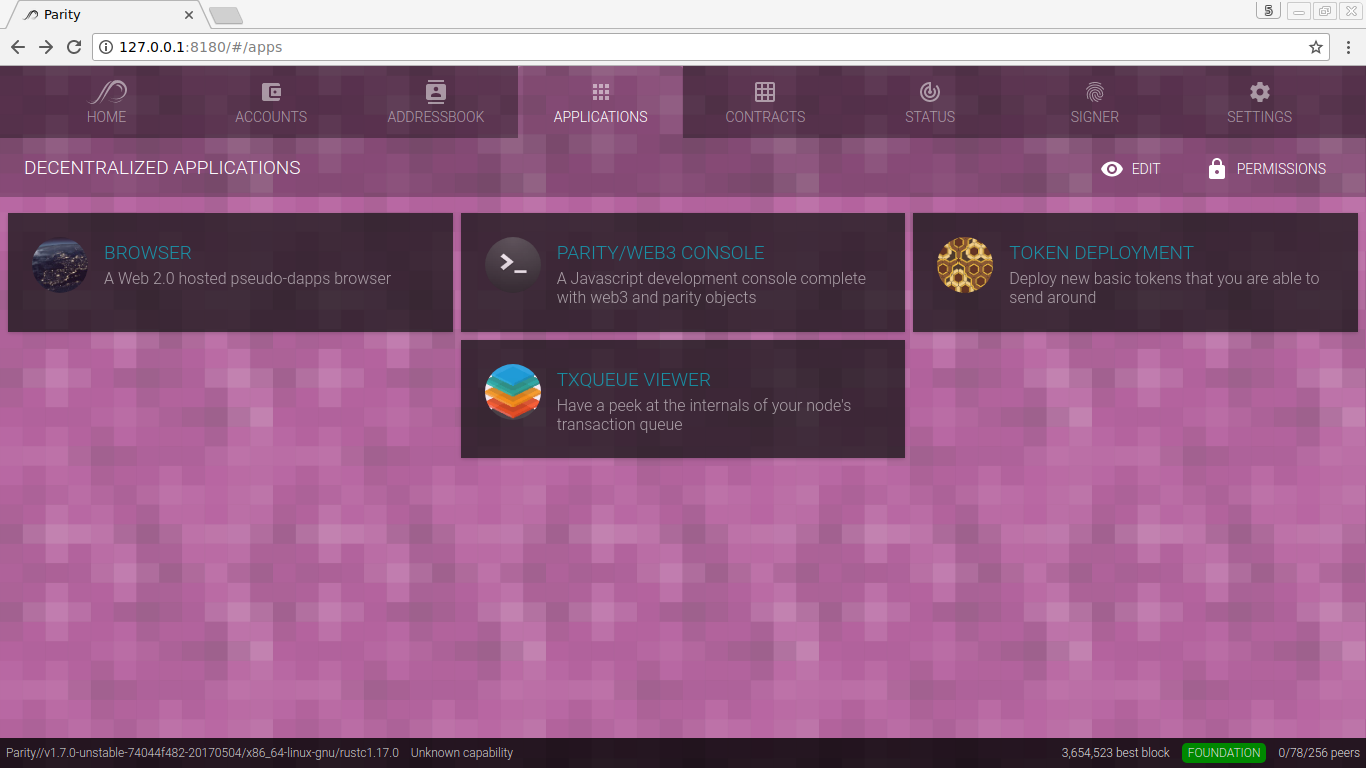 Parity
5
127.0.0.1:8180/#/apps
HOME
ACCOUNTS
ADDRESSBOOK
APPLICATIONS
CONTRACTS
STATUS
SIGNER
SETTINGS
DECENTRALIZED APPLICATIONS
EDIT
PERMISSIONS
BROWSER
A Web 2.0 hosted pseudo-dapps browser
PARITY/WEB3 CONSOLE
A Javascript development console complete
with web3 and parity objects
TOKEN DEPLOYMENT
Deploy new basic tokens that you are able to
send around
TXQUEUE VIEWER
Have a peek at the internals of your node's
transaction queue
Parity//v1.7.0-unstable-74044f482-20170504/x86_64-linux-gnu/rustc1.17.0
Unknown capability
3,654,523 best block
FOUNDATION
0/78/256 peers